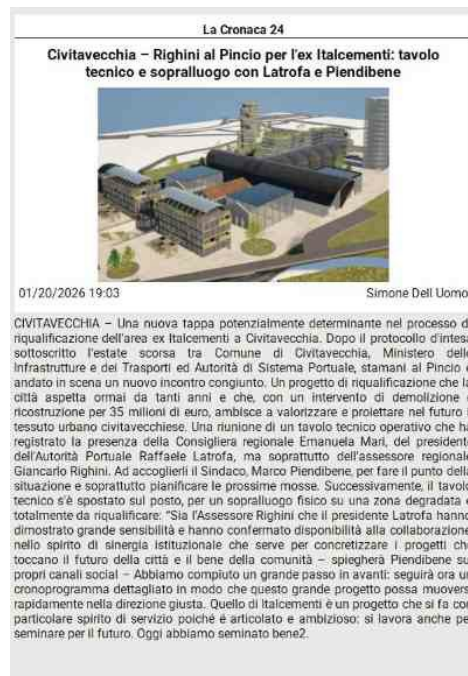 La Cronaca 24
Civitavecchia – Righini al Pincio per l'ex Italcementi: tavolo
tecnico e sopralluogo con Latrofa e Piendibene
01/20/2026 19:03 Simone Dell Uomo
CIVITAVECCHIA – Una nuova tappa potenzialmente determinante nel processo d
riqualificazione dell'area ex Italcementi a Civitavecchia. Dopo il protocollo d'intesa
sottoscritto l'estate scorsa tra Comune di Civitavecchia, Ministero delle
Infrastrutture e dei Trasporti ed Autorità di Sistema Portuale, stamani al Pincio è
andato in scena un nuovo incontro congiunto. Un progetto di riqualificazione che la
città aspetta ormai da tanti anni e che, con un intervento di demolizione e
ricostruzione per 35 milioni di euro, ambisce a valorizzare e proiettare nel futuro i
tessuto urbano civitavecchiese. Una riunione di un tavolo tecnico operativo che ha
registrato la presenza della Consigliera regionale Emanuela Mari, del presidente
dell'Autorità Portuale Raffaele Latrofa, ma soprattutto dell'assessore regionale
Giancarlo Righini. Ad accoglierli il Sindaco, Marco Piendibene, per fare il punto della
situazione e soprattutto pianificare le prossime mosse. Successivamente, il tavolo
tecnico s'è spostato sul posto, per un sopralluogo fisico su una zona degradata e
totalmente da riqualificare: "Sia l'Assessore Righini che il presidente Latrofa hanno
dimostrato grande sensibilità e hanno confermato disponibilità alla collaborazione
nello spirito di sinergia istituzionale che serve per concretizzare i progetti che
toccano il futuro della città e il bene della comunità – spiegherà Piendibene sui
propri canali social – Abbiamo compiuto un grande passo in avanti: seguirà ora un
cronoprogramma dettagliato in modo che questo grande progetto possa muovers
rapidamente nella direzione giusta. Quello di Italcementi è un progetto che si fa con
particolare spirito di servizio poiché è articolato e ambizioso: si lavora anche pe
seminare per il futuro. Oggi abbiamo seminato bene2.